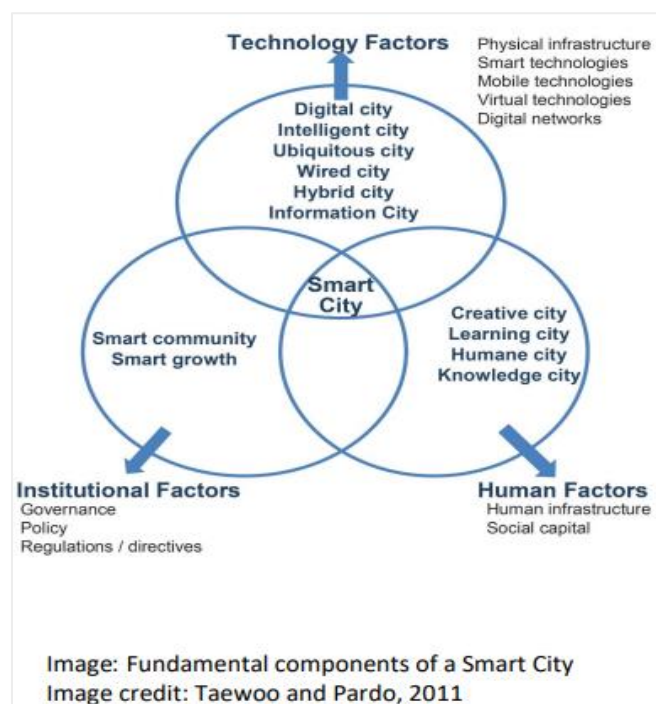 Technology Factors
Physical infrastructure
Smart technologies
Mobile technologies
Virtual technologies
Digital networks
Digital city
Intelligent city
Ubiquitous city
Wired city
Hybrid city
Information City
Smart
City
Smart community
Smart growth
Creative city
Learning city
Humane city
Knowledge city
Institutional Factors
Governance
Policy
Regulations / directives
Human Factors
Human infrastructure
Social capital
Image: Fundamental components of a Smart City
Image credit: Taewoo and Pardo, 2011